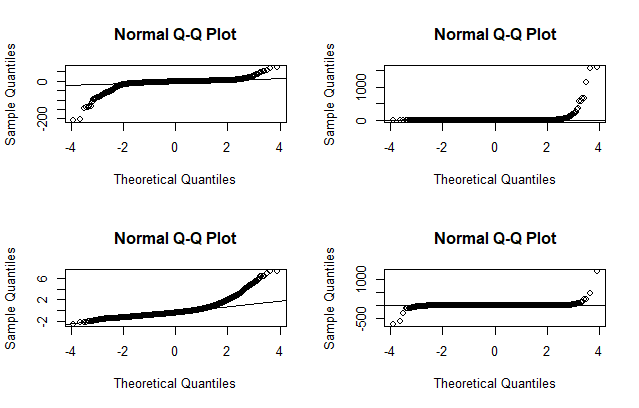 Normal Q-Q Plot
Sample Quantiles
-200 0
-4 -2 0 2 4
Theoretical Quantiles
Normal Q-Q Plot
Sample Quantiles
0 1000
-4 -2 0 2 4
Theoretical Quantiles
Normal Q-Q Plot
Sample Quantiles
-2 2 6
-4 -2 0 2 4
Theoretical Quantiles
Normal Q-Q Plot
Sample Quantiles
-500 1000
-4 -2 0 2 4
Theoretical Quantiles